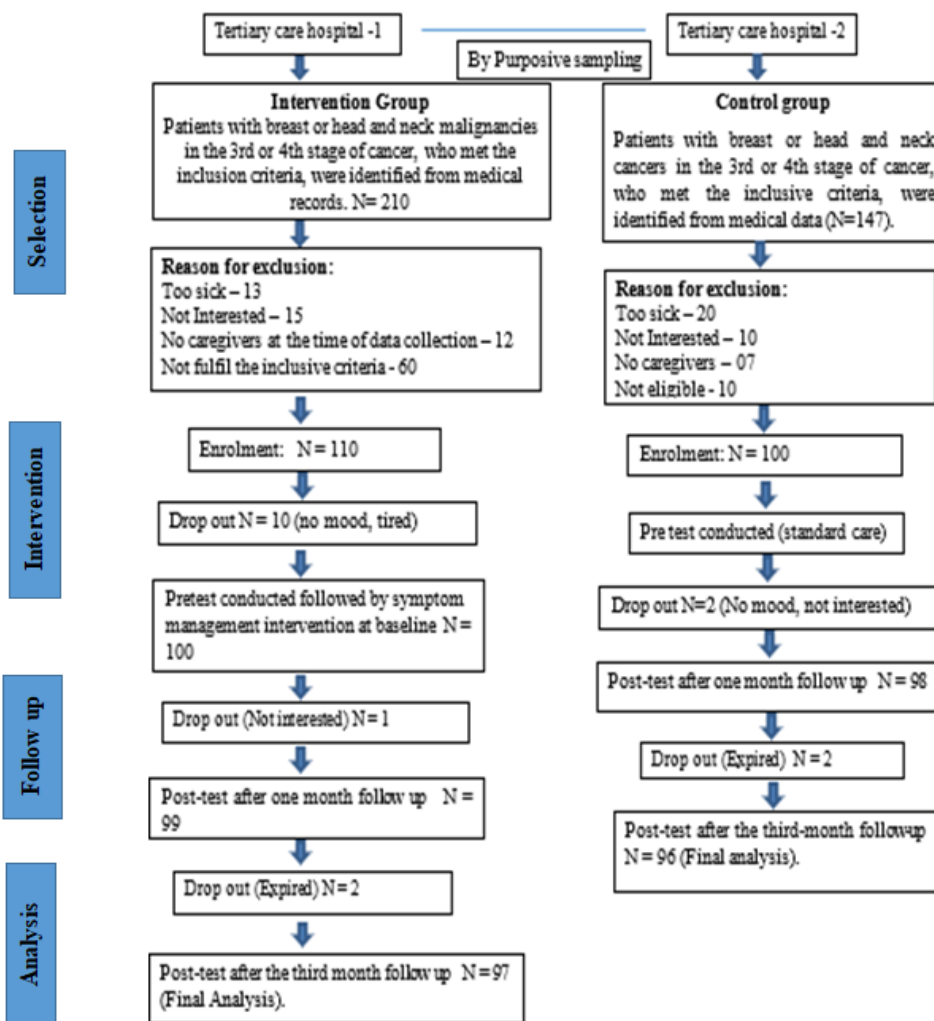 Tertiary care hospital -1
Tertiary care hospital -2
By Purposive sampling
Selection
Intervention Group
Patients with breast or head and neck malignancies
in the 3rd or 4th stage of cancer, who met the
inclusion criteria, were identified from medical
records. N= 210
Control group
Patients with breast or head and neck
cancers in the 3rd or 4th stage of cancer,
who met the inclusive criteria, were
identified from medical data (N=147).
Reason for exclusion:
Too sick – 13
Not Interested – 15
No caregivers at the time of data collection – 12
Not fulfil the inclusive criteria - 60
Reason for exclusion:
Too sick – 20
Not Interested – 10
No caregivers – 07
Not eligible - 10
Intervention
Enrolment: N = 110
Drop out N = 10 (no mood, tired)
Pretest conducted followed by symptom
management intervention at baseline N =
100
Enrolment: N = 100
Pre test conducted (standard care)
Drop out N=2 (No mood, not interested)
Follow up
Drop out (Not interested) N = 1
Post-test after one month follow up N =
99
Post-test after one month follow up N = 98
Drop out (Expired) N = 2
Post-test after the third-month follow-up
N = 96 (Final analysis).
Analysis
Drop out (Expired) N = 2
Post-test after the third month follow up N = 97
(Final Analysis).